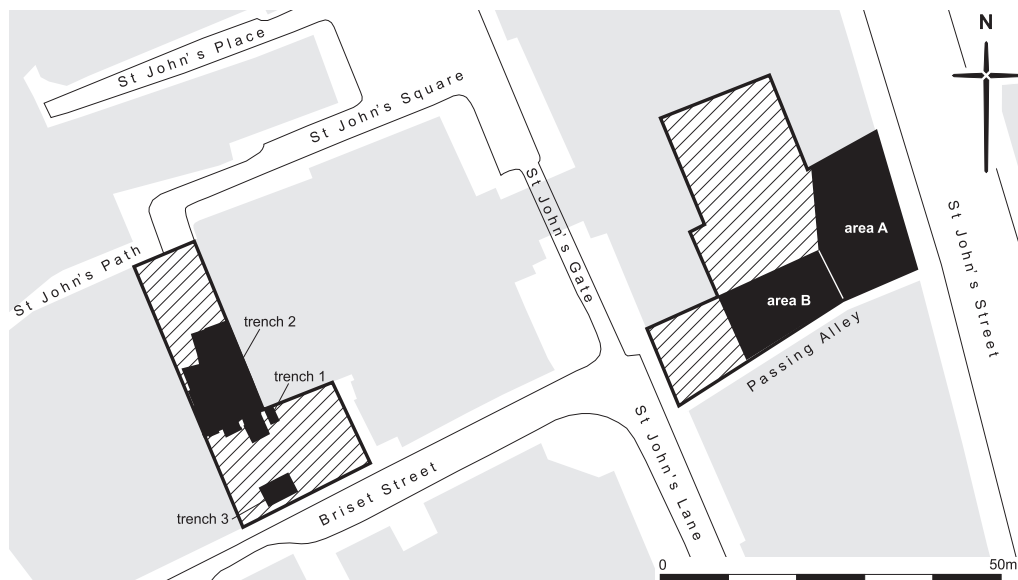 St John's Place
N
St John's Square
St John's Gate
area A
St John's Street
St John's Path
area B
trench 2
Passing Alley
trench 1
St John's Lane
Briset Street
trench 3
0 50m